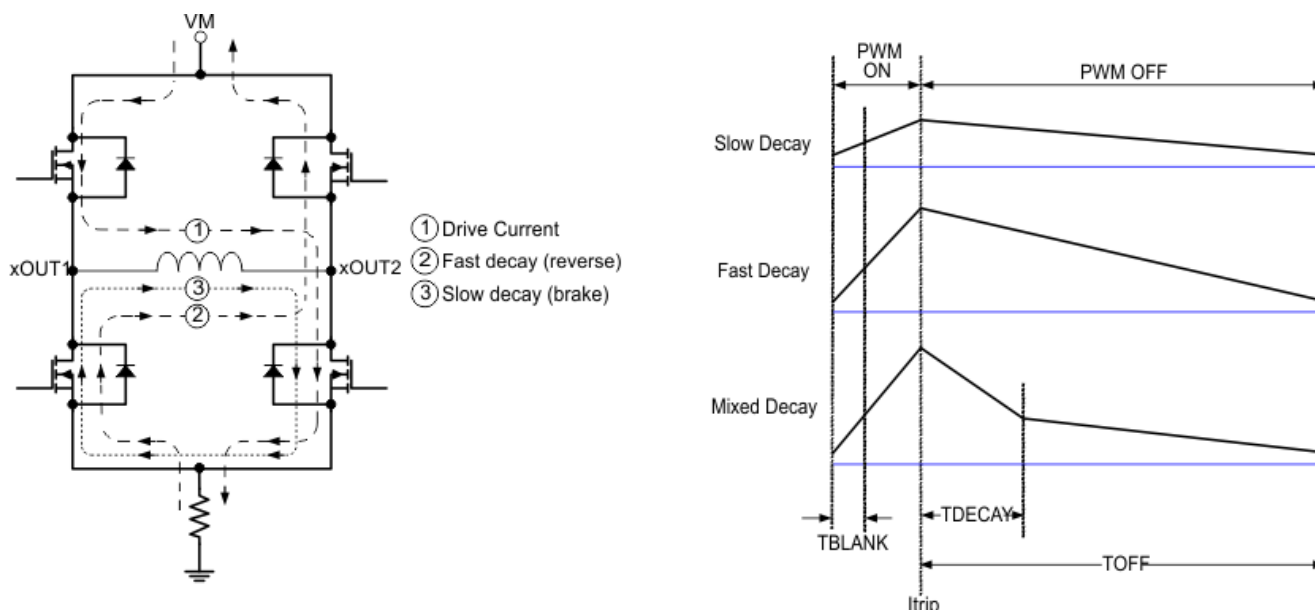 VM
xOUT1
xOUT2
1
3
2
1 Drive Current
2 Fast decay (reverse)
3 Slow decay (brake)
PWM
ON
PWM OFF
Slow Decay
Fast Decay
Mixed Decay
TBLANK
TDECAY
TOFF
Itrip